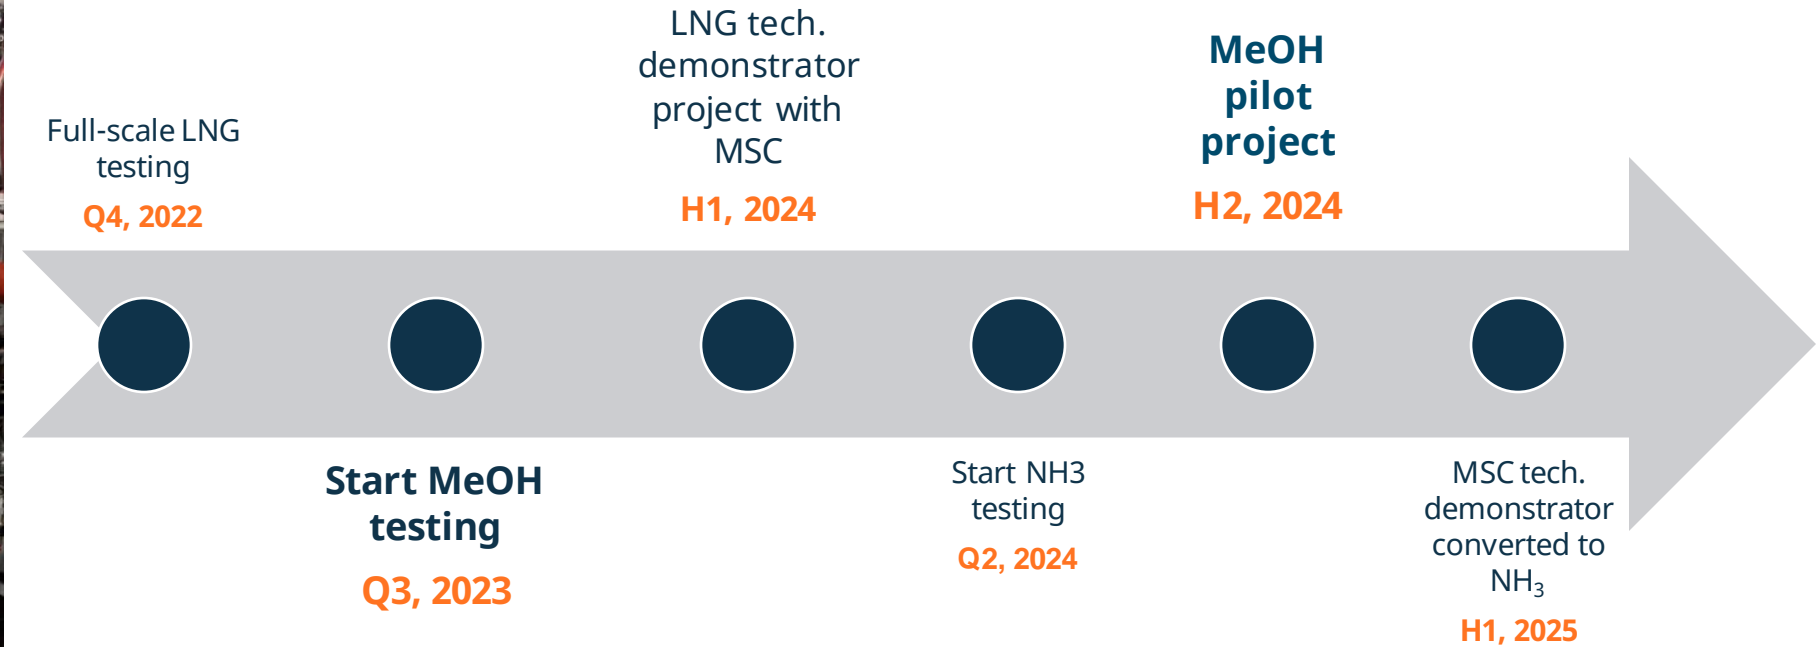 Full-scale LNG
testing
Q4, 2022
Start MeOH
testing
Q3, 2023
LNG tech.
demonstrator
project with
MSC
H1, 2024
Start NH3
testing
Q2, 2024
MeOH
pilot
project
H2, 2024
MSC tech.
demonstrator
converted to
NH₃
H1, 2025